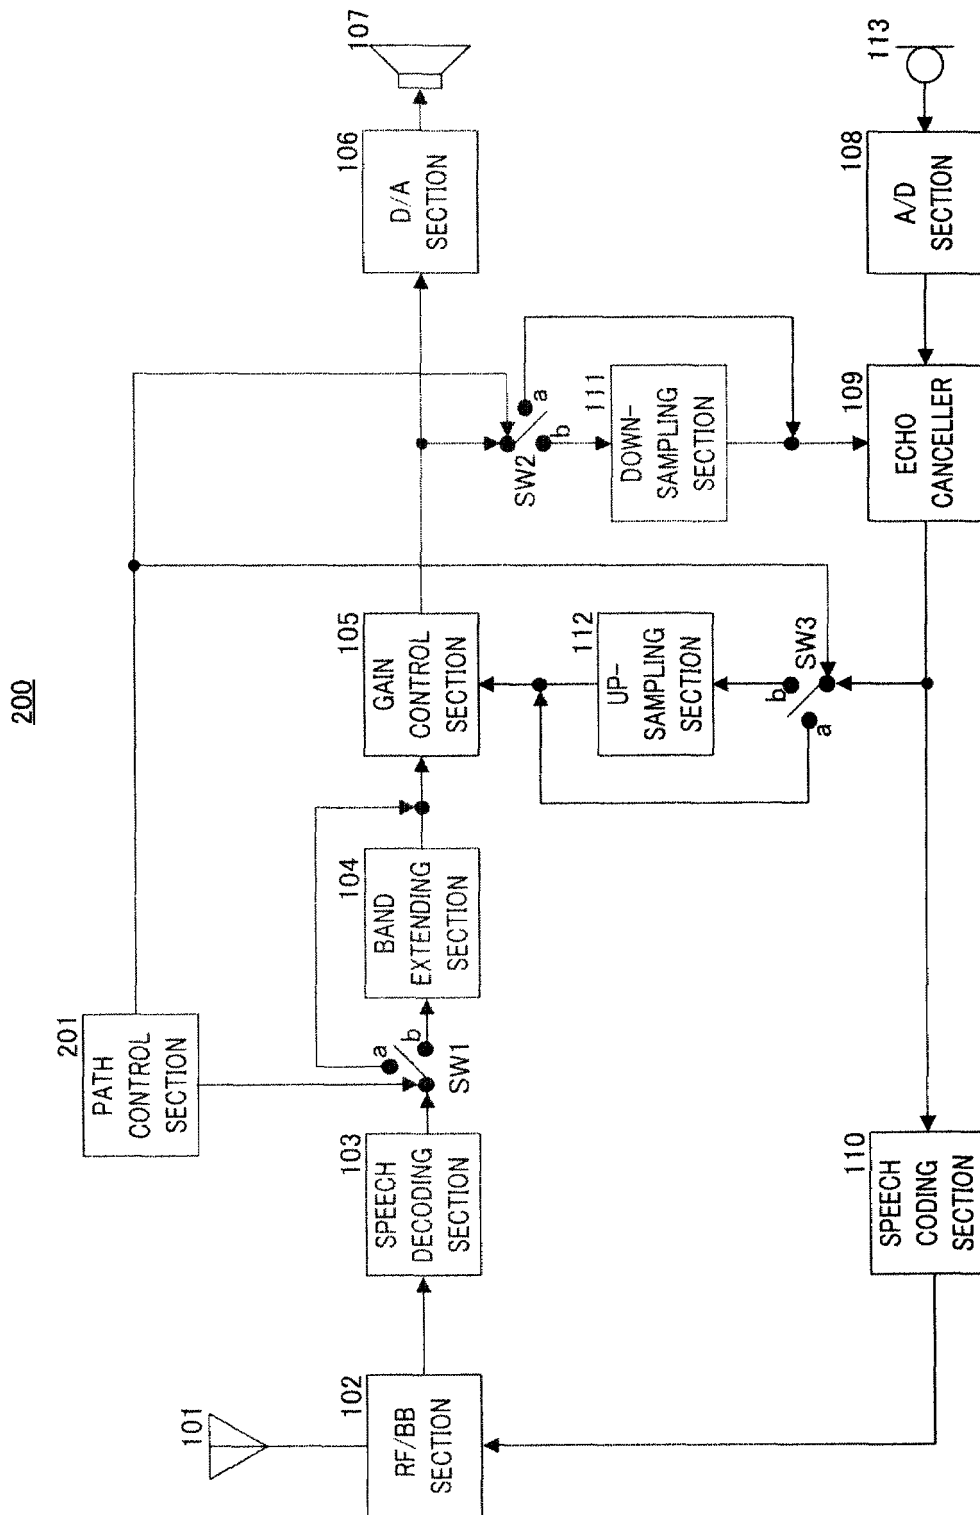 200
101
102
RF/BB
SECTION
103
SPEECH
DECODING
SECTION
201
PATH
CONTROL
SECTION
a
b
SW1
104
BAND
EXTENDING
SECTION
105
GAIN
CONTROL
SECTION
106
D/A
SECTION
107
112
UP-
SAMPLING
SECTION
SW3
b
a
SW2
a
b
111
DOWN-
SAMPLING
SECTION
110
SPEECH
CODING
SECTION
109
ECHO
CANCELLER
108
A/D
SECTION
113